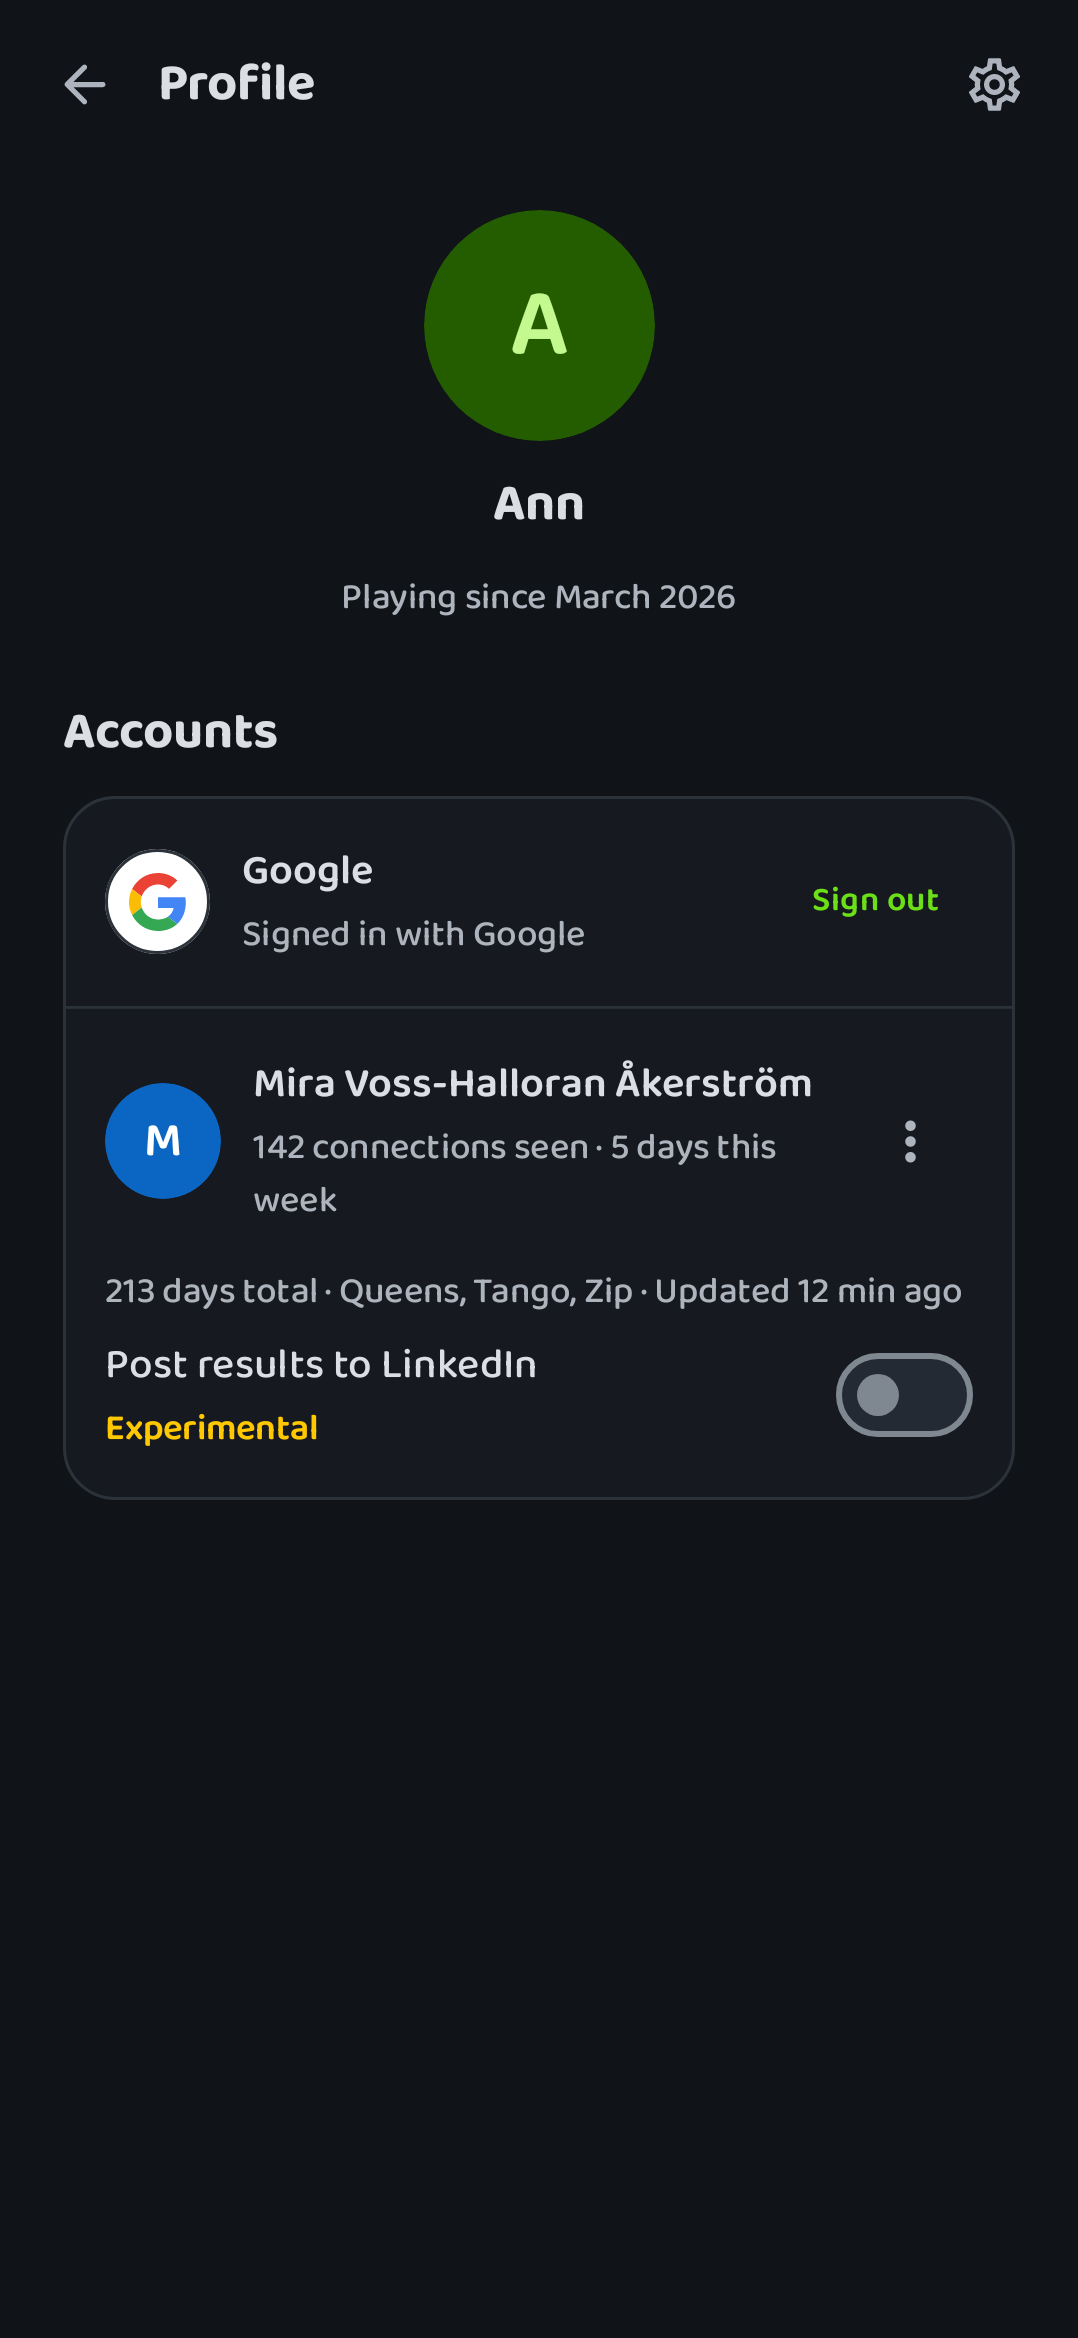 Profile
A
Ann
Playing since March 2026
Accounts
Google
Signed in with Google
Sign out
M
Mira Voss-Halloran Åkerström
142 connections seen · 5 days this
week
213 days total · Queens, Tango, Zip · Updated 12 min ago
Post results to LinkedIn
Experimental